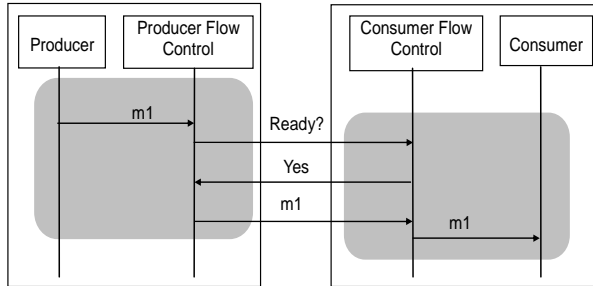 Producer
Producer Flow
Control
Consumer Flow
Control
Consumer
m1
Ready?
Yes
m1
m1